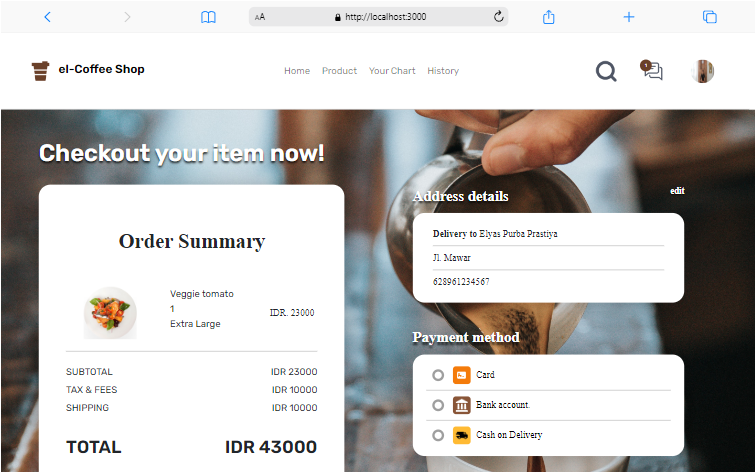 AA http://localhost:3000
el-Coffee Shop
Home Product Your Chart History
1
Checkout your item now!
Order Summary
Veggie tomato
1
Extra Large
IDR. 23000
SUBTOTAL IDR 23000
TAX & FEES IDR 10000
SHIPPING IDR 10000
TOTAL IDR 43000
Address details edit
Delivery to Elyas Purba Prastiya
Jl. Mawar
628961234567
Payment method
Card
Bank account.
Cash on Delivery